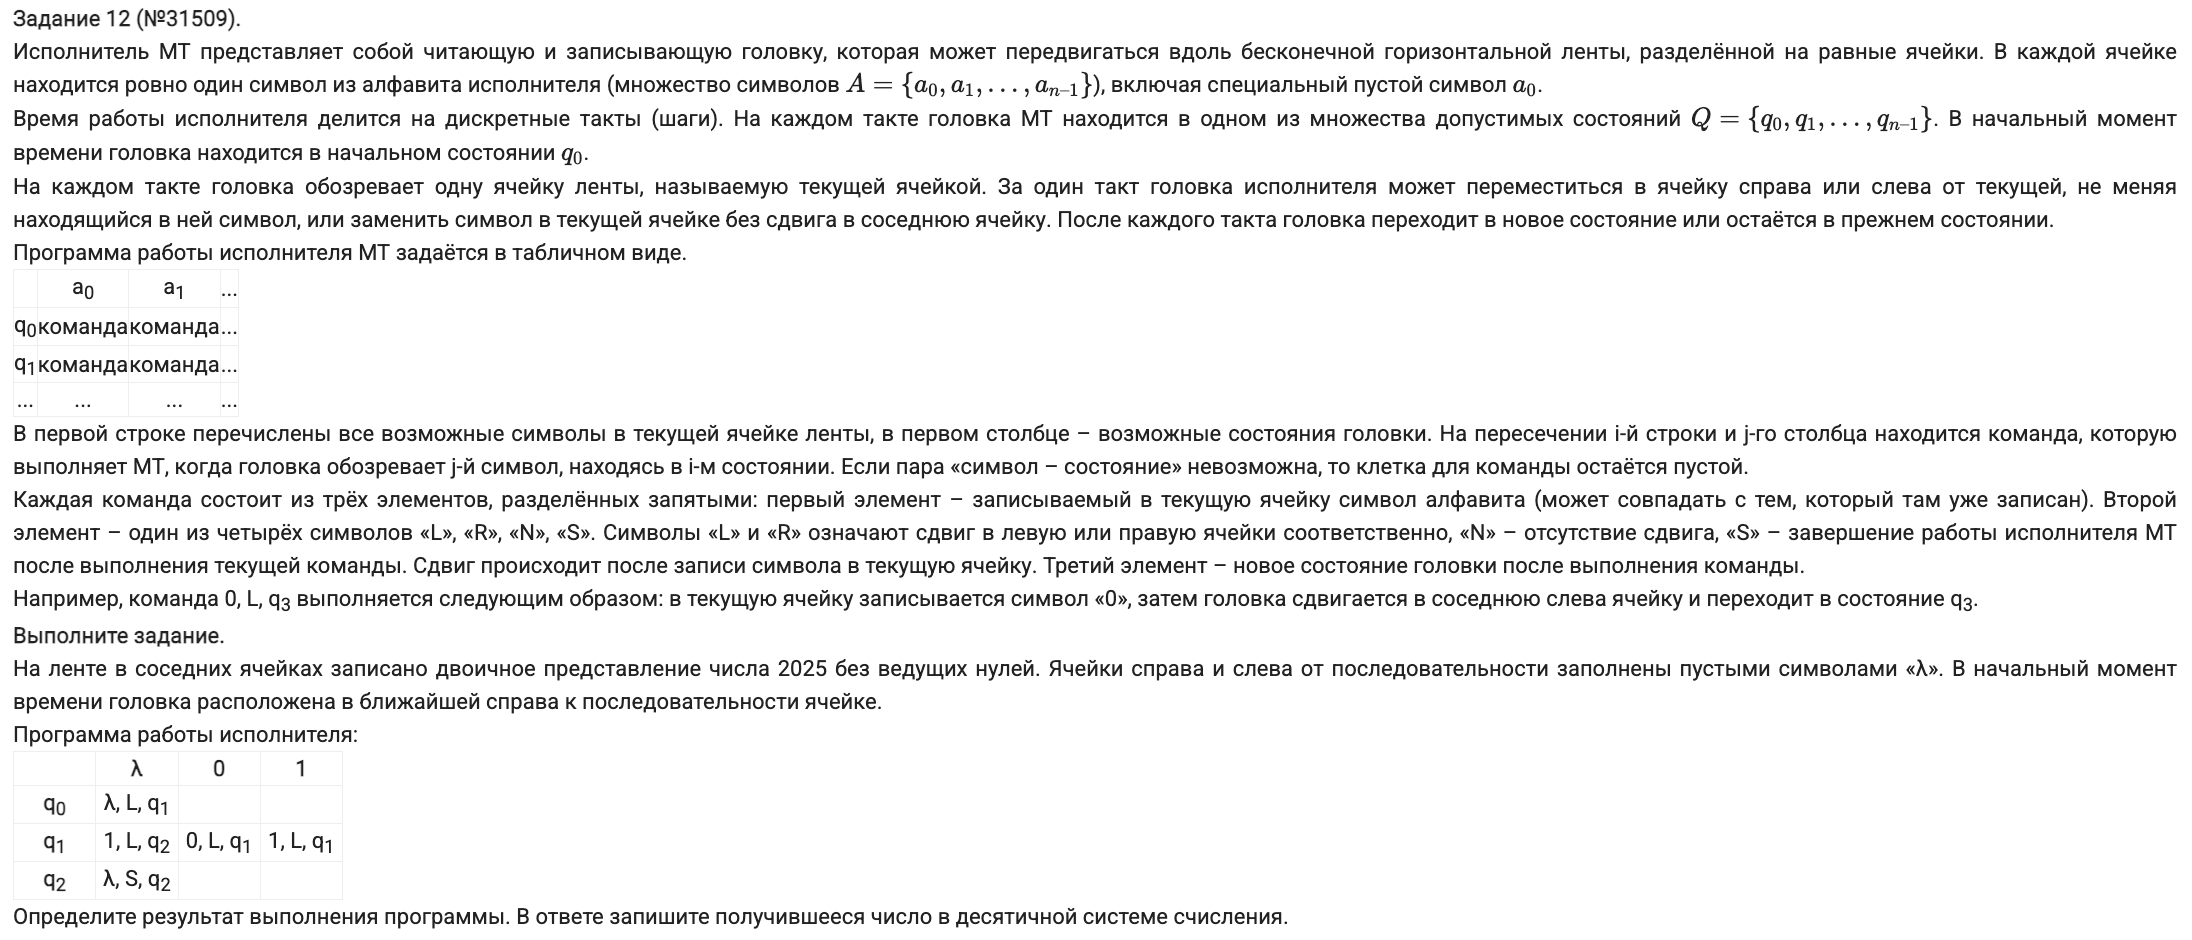 Задание 12 (№31509).
Исполнитель МТ представляет собой читающую и записывающую головку, которая может передвигаться вдоль бесконечной горизонтальной ленты, разделённой на равные ячейки. В каждой ячейке
находится ровно один символ из алфавита исполнителя (множество символов A = {a₀, a₁, . . . , aₙ₋₁}), включая специальный пустой символ a₀.
Время работы исполнителя делится на дискретные такты (шаги). На каждом такте головка МТ находится в одном из множества допустимых состояний Q = {q₀, q₁, . . . , qₙ₋₁}. В начальный момент
времени головка находится в начальном состоянии q₀.
На каждом такте головка обозревает одну ячейку ленты, называемую текущей ячейкой. За один такт головка исполнителя может переместиться в ячейку справа или слева от текущей, не меняя
находящийся в ней символ, или заменить символ в текущей ячейке без сдвига в соседнюю ячейку. После каждого такта головка переходит в новое состояние или остаётся в прежнем состоянии.
Программа работы исполнителя МТ задаётся в табличном виде.
a₀ a₁ ...
q₀ команда команда ...
q₁ команда команда ...
... ... ... ...
В первой строке перечислены все возможные символы в текущей ячейке ленты, в первом столбце – возможные состояния головки. На пересечении i-й строки и j-го столбца находится команда, которую
выполняет МТ, когда головка обозревает j-й символ, находясь в i-м состоянии. Если пара «символ – состояние» невозможна, то клетка для команды остаётся пустой.
Каждая команда состоит из трёх элементов, разделённых запятыми: первый элемент – записываемый в текущую ячейку символ алфавита (может совпадать с тем, который там уже записан). Второй
элемент – один из четырёх символов «L», «R», «N», «S». Символы «L» и «R» означают сдвиг в левую или правую ячейки соответственно, «N» – отсутствие сдвига, «S» – завершение работы исполнителя МТ
после выполнения текущей команды. Сдвиг происходит после записи символа в текущую ячейку. Третий элемент – новое состояние головки после выполнения команды.
Например, команда 0, L, q₃ выполняется следующим образом: в текущую ячейку записывается символ «0», затем головка сдвигается в соседнюю слева ячейку и переходит в состояние q₃.
Выполните задание.
На ленте в соседних ячейках записано двоичное представление числа 2025 без ведущих нулей. Ячейки справа и слева от последовательности заполнены пустыми символами «λ». В начальный момент
времени головка расположена в ближайшей справа к последовательности ячейке.
Программа работы исполнителя:
λ 0 1
q₀ λ, L, q₁
q₁ 1, L, q₂ 0, L, q₁ 1, L, q₁
q₂ λ, S, q₂
Определите результат выполнения программы. В ответе запишите получившееся число в десятичной системе счисления.